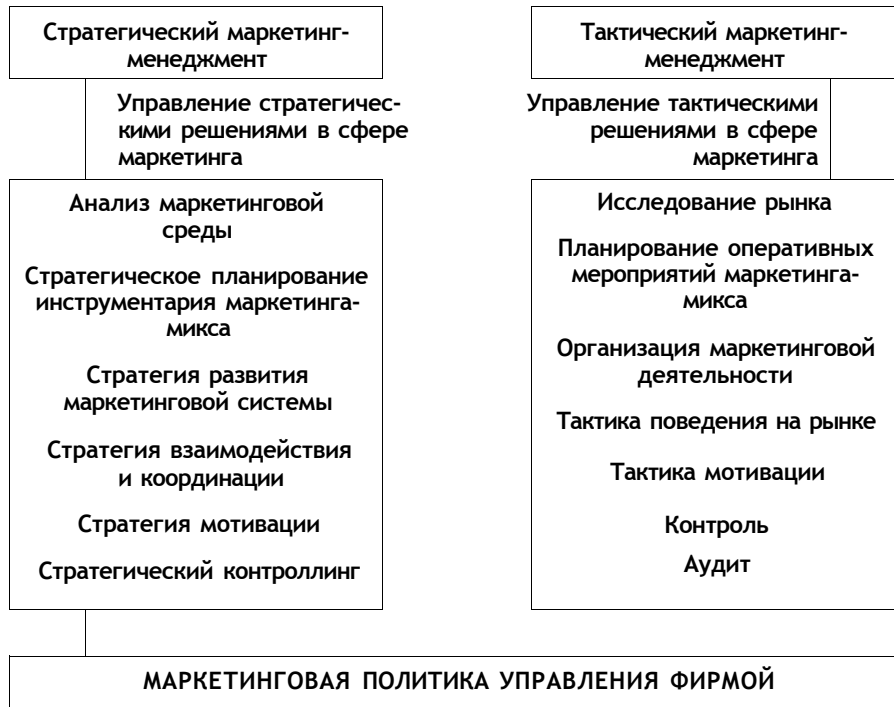 Стратегический маркетинг-
менеджмент
Управление стратегичес-
кими решениями в сфере
маркетинга
Анализ маркетинговой
среды
Стратегическое планирование
инструментария маркетинга-
микса
Стратегия развития
маркетинговой системы
Стратегия взаимодействия
и координации
Стратегия мотивации
Стратегический контроллинг
Тактический маркетинг-
менеджмент
Управление тактическими
решениями в сфере
маркетинга
Исследование рынка
Планирование оперативных
мероприятий маркетинга-
микса
Организация маркетинговой
деятельности
Тактика поведения на рынке
Тактика мотивации
Контроль
Аудит
МАРКЕТИНГОВАЯ ПОЛИТИКА УПРАВЛЕНИЯ ФИРМОЙ